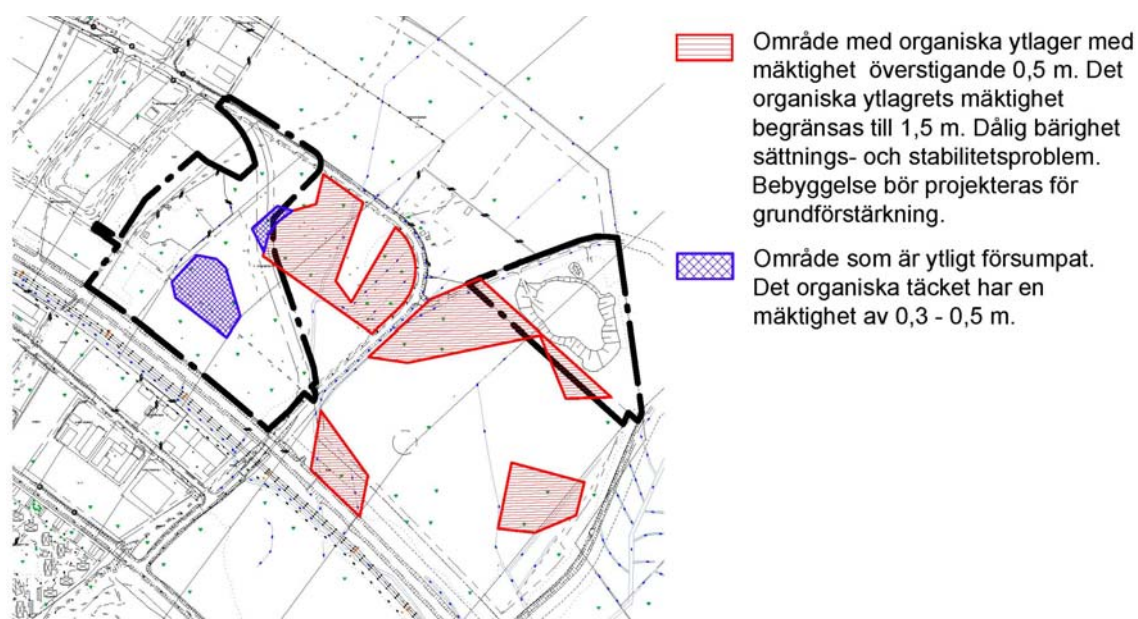 Område med organiska ytlager med
mäktighet överstigande 0,5 m. Det
organiska ytlagrets mäktighet
begränsas till 1,5 m. Dålig bärighet
sättnings- och stabilitetsproblem.
Bebyggelse bör projekteras för
grundförstärkning.
Område som är ytligt försumpat.
Det organiska täcket har en
mäktighet av 0,3 - 0,5 m.